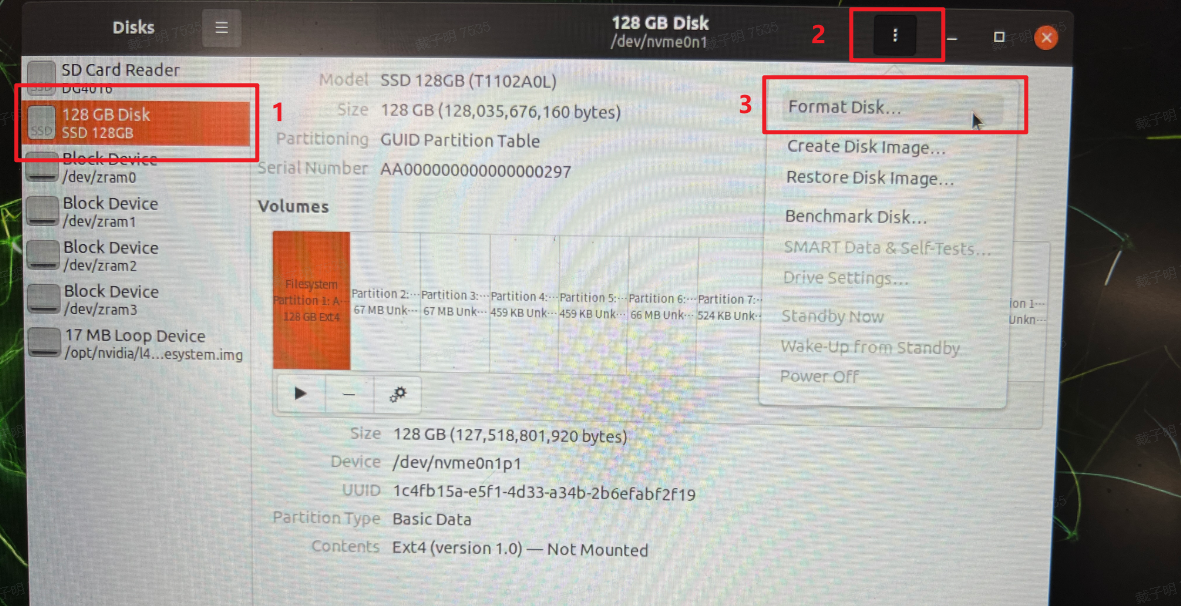 Disks
128 GB Disk
/dev/nvme0n1
2
SD Card Reader
DG4016
1
128 GB Disk
SSD 128GB
SSD
Block Device
/dev/zram0
Block Device
/dev/zram1
Block Device
/dev/zram2
Block Device
/dev/zram3
17 MB Loop Device
/opt/nvidia/l4...esystem.img
Model SSD 128GB (T1102A0L)
Size 128 GB (128,035,676,160 bytes)
Partitioning GUID Partition Table
Serial Number AA000000000000000297
Volumes
Filesystem
Partition 1: A...
128 GB Ext4
Partition 2:...
67 MB Unk...
Partition 3:...
67 MB Unk...
Partition 4:...
459 KB Unk...
Partition 5:...
459 KB Unk...
Partition 6:...
66 MB Unk...
Partition 7:...
524 KB Unk...
ion 1...
Unkn...
3
Format Disk...
Create Disk Image...
Restore Disk Image...
Benchmark Disk...
SMART Data & Self-Tests...
Drive Settings...
Standby Now
Wake-Up from Standby
Power Off
Size 128 GB (127,518,801,920 bytes)
Device /dev/nvme0n1p1
UUID 1c4fb15a-e5f1-4d33-a34b-2b6efabf2f19
Partition Type Basic Data
Contents Ext4 (version 1.0) — Not Mounted